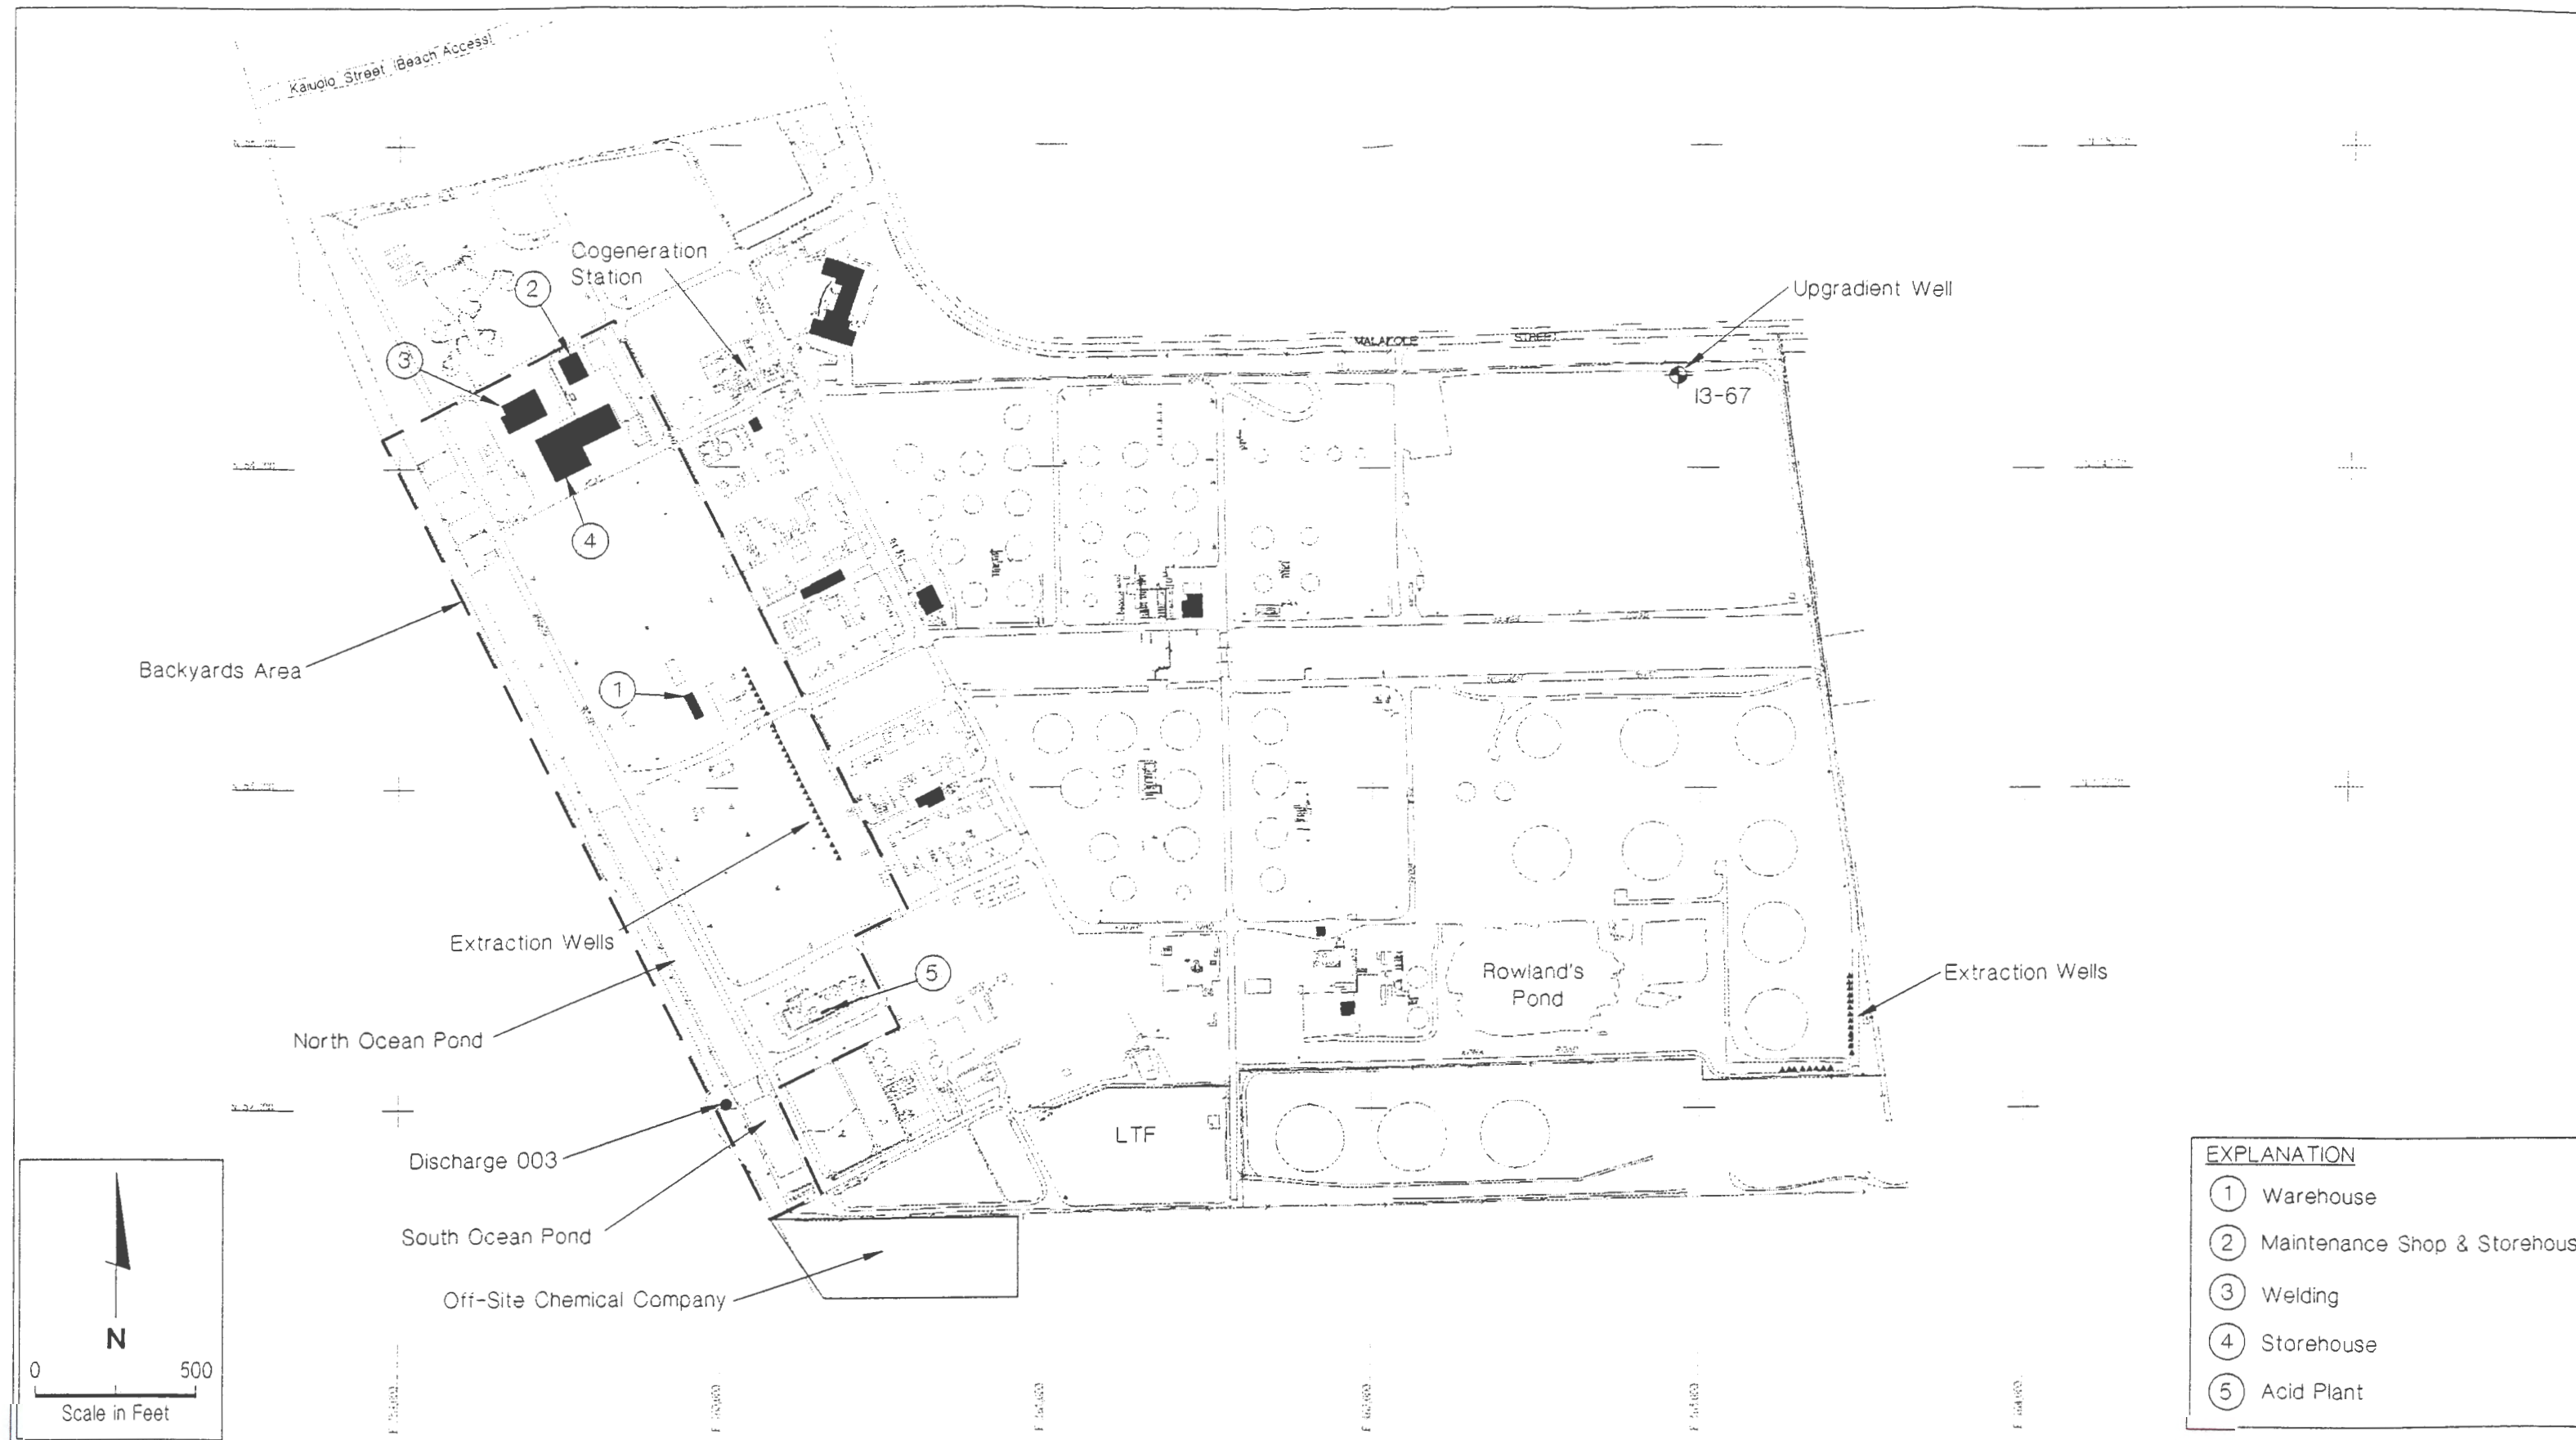 Kauolo Street (Beach Access)
Cogeneration
Station
2
3
Upgradient Well
MALAKOLE STREET
13-67
4
Backyards Area
1
Extraction Wells
5
Rowland's
Pond
Extraction Wells
North Ocean Pond
Discharge 003
LTF
South Ocean Pond
Off-Site Chemical Company
N
0 500
Scale in Feet
EXPLANATION
1 Warehouse
2 Maintenance Shop & Storehous
3 Welding
4 Storehouse
5 Acid Plant